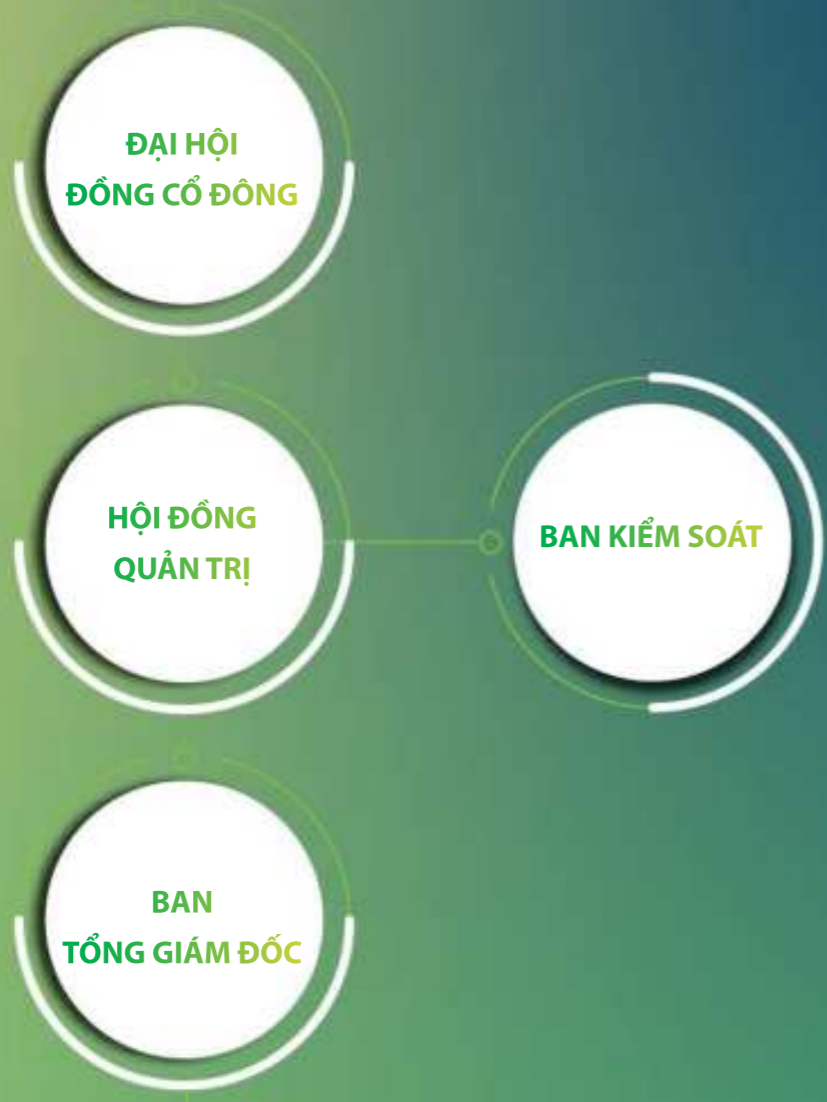 ĐẠI HỘI
ĐỒNG CỔ ĐÔNG
HỘI ĐỒNG
QUẢN TRỊ
BAN KIỂM SOÁT
BAN
TỔNG GIÁM ĐỐC